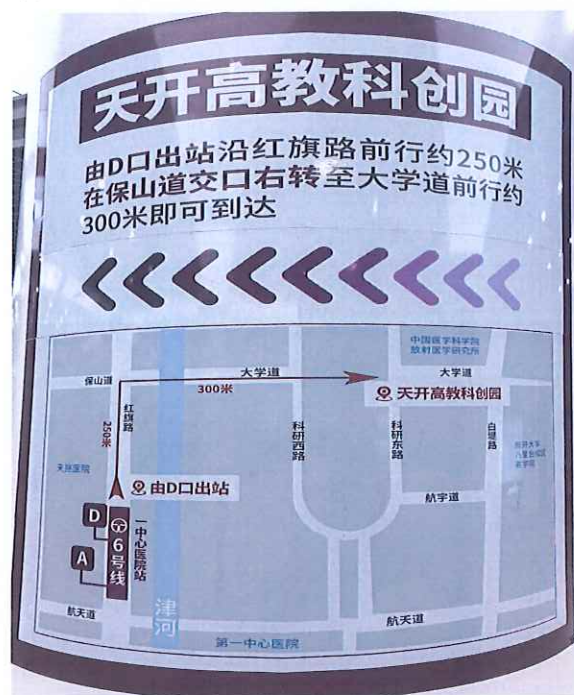 天开高教科创园
由D口出站沿红旗路前行约250米
在保山道交口右转至大学道前行约
300米即可到达
中国医学科学院
放射医学研究所
保山道
大学道
大学道
300米
天开高教科创园
红旗路
250米
科研西路
科研东路
白堤路
天烁医院
由D口出站
航宇道
D
6号线
一中心医院站
A
津河
航天道
航天道
第一中心医院